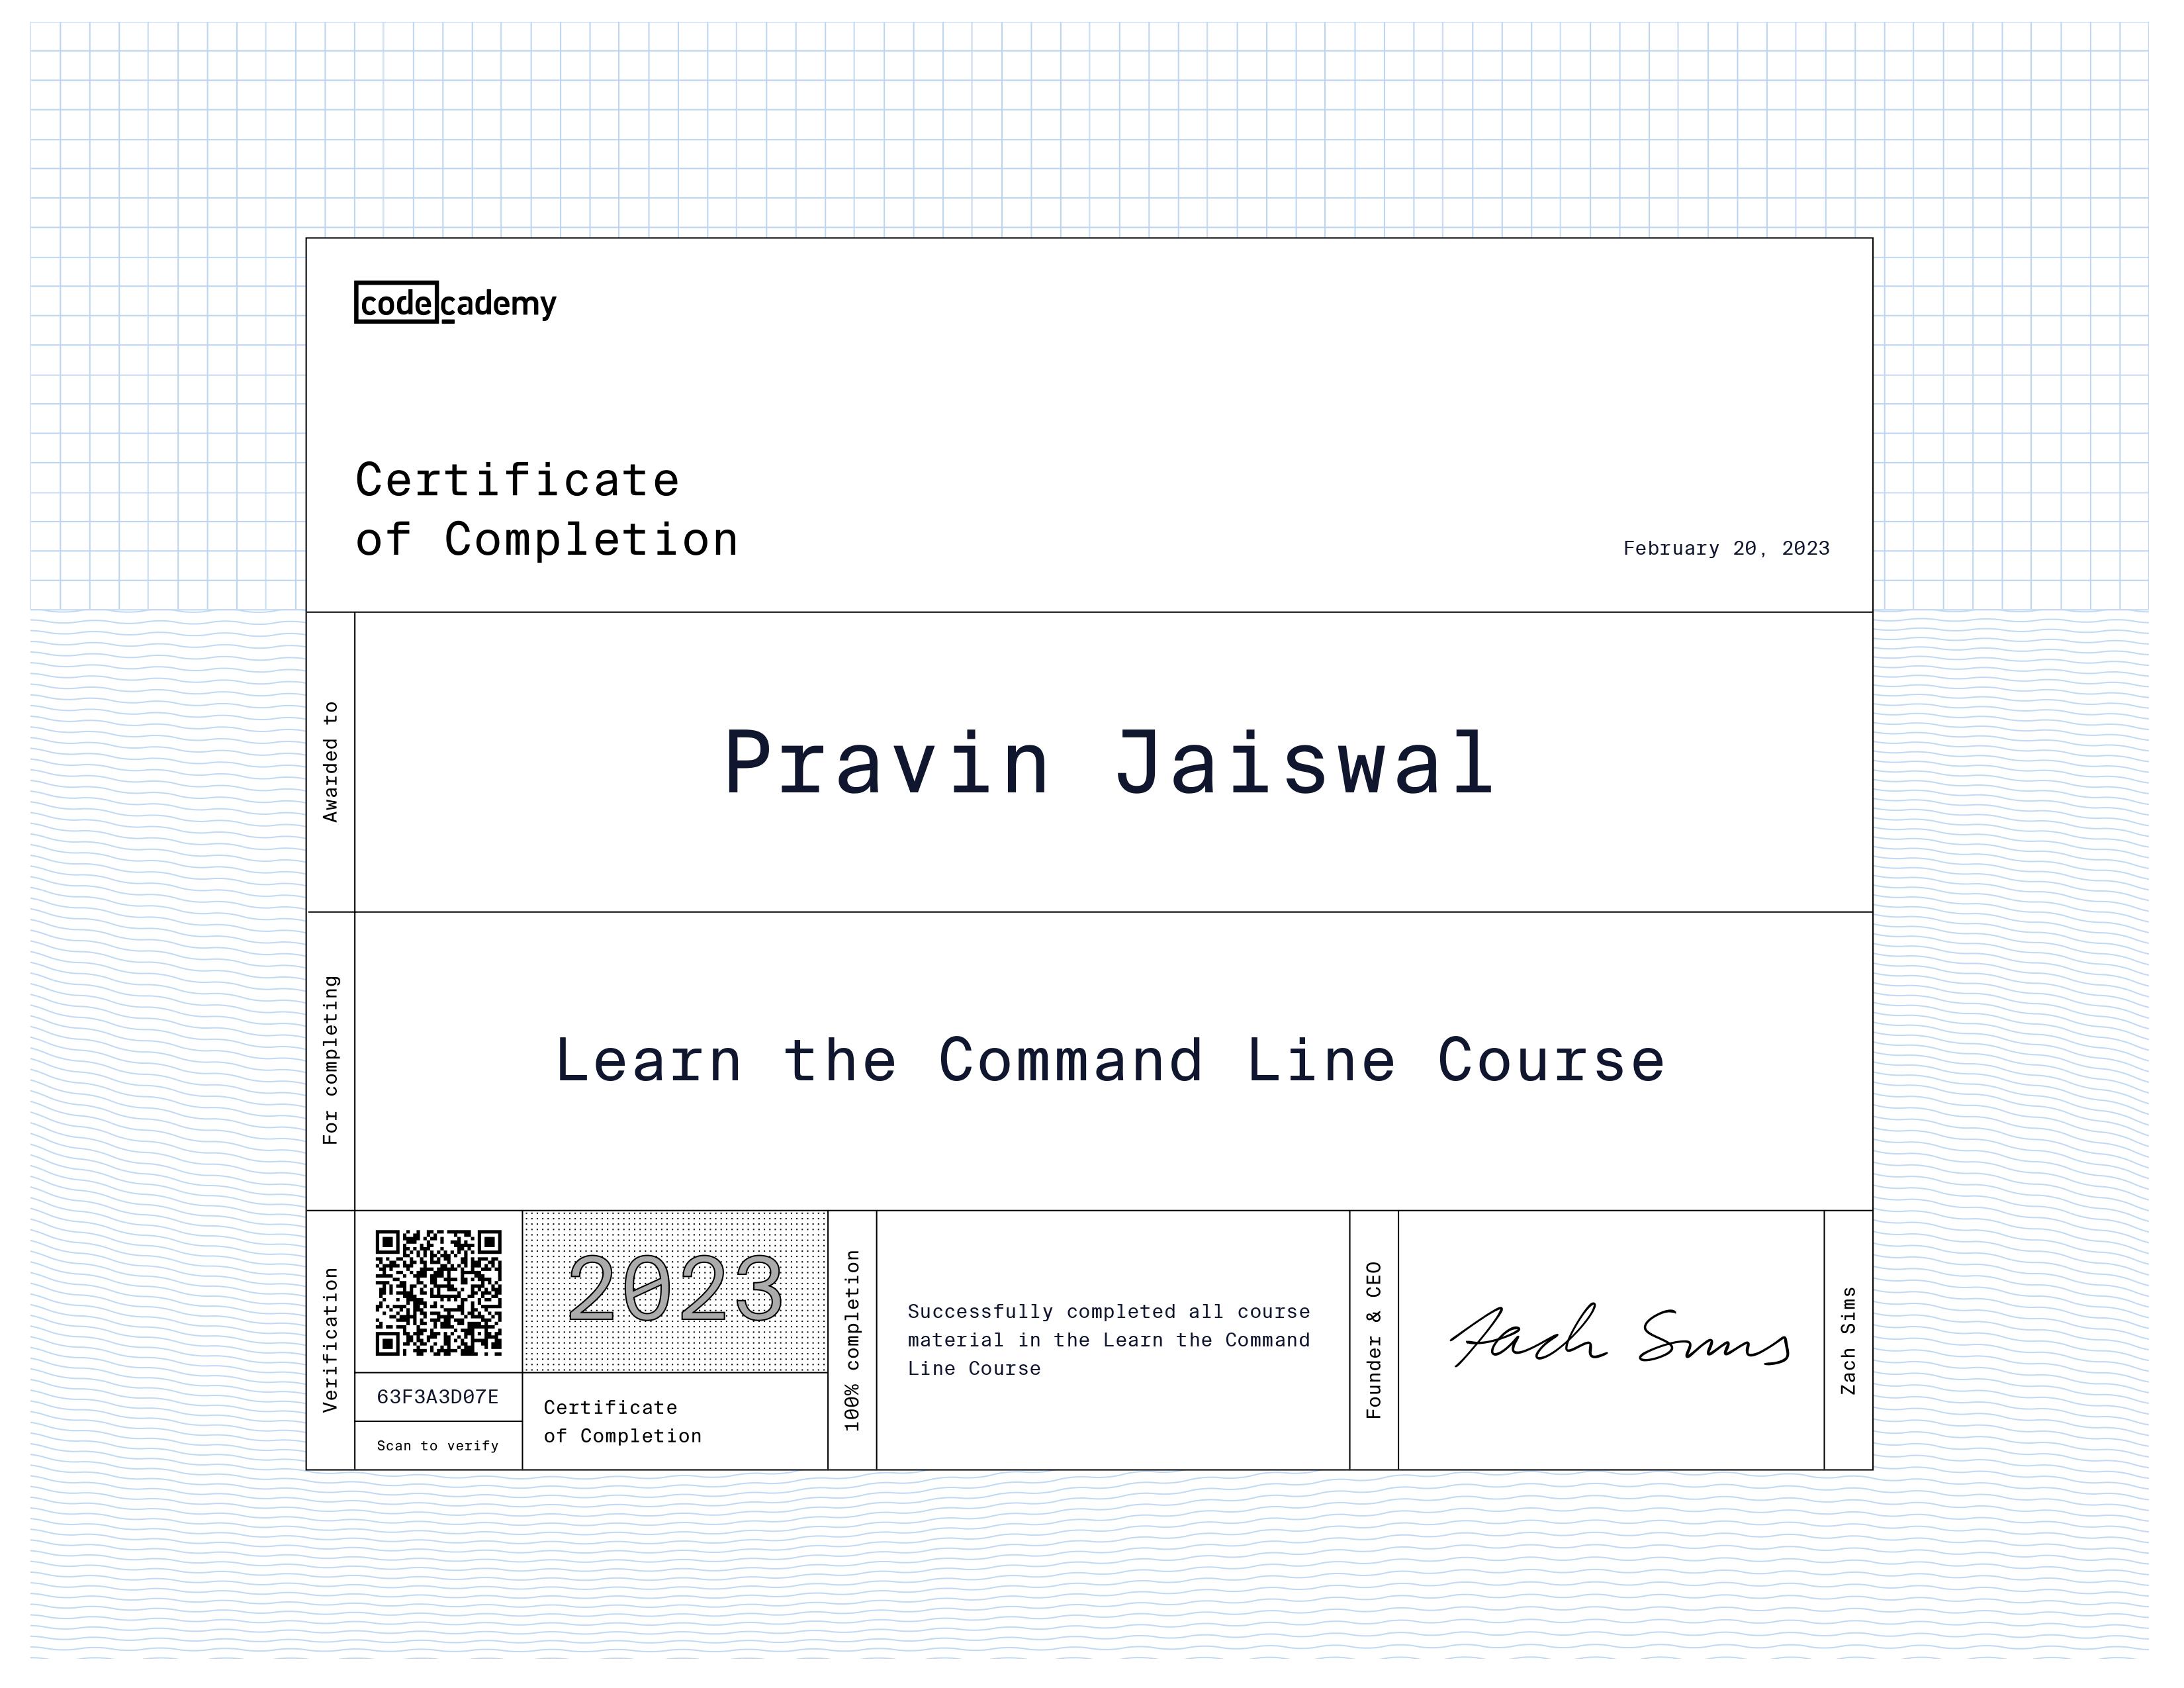 codecademy
Certificate
of Completion
February 20, 2023
Awarded to
Pravin Jaiswal
For completing
Learn the Command Line Course
Verification
63F3A3D07E
Scan to verify
2023
Certificate
of Completion
100% completion
Successfully completed all course
material in the Learn the Command
Line Course
Founder & CEO
Zach Sims
Zach Sims